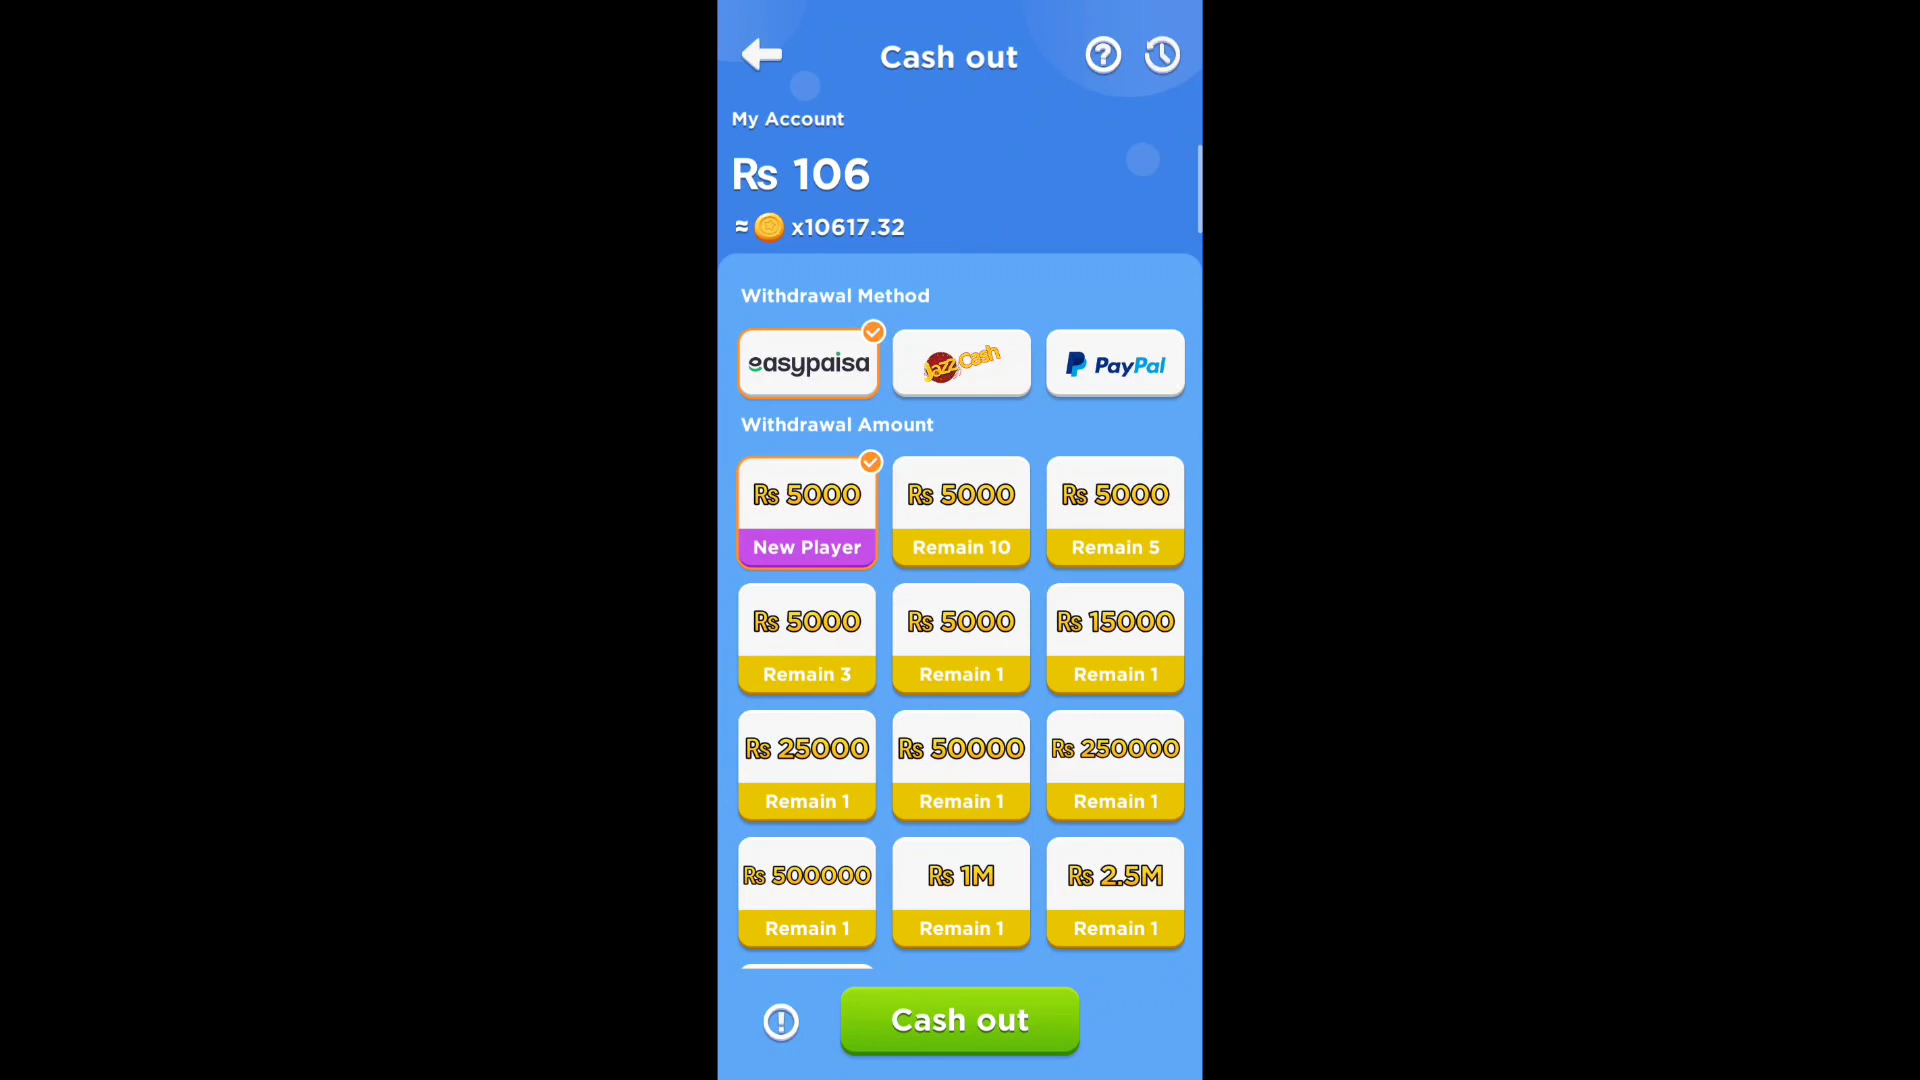 Cash out
My Account
Rs 106
≈ x10617.32
Withdrawal Method
easypaisa JazzCash PayPal
Withdrawal Amount
Rs 5000 Rs 5000 Rs 5000
New Player Remain 10 Remain 5
Rs 5000 Rs 5000 Rs 15000
Remain 3 Remain 1 Remain 1
Rs 25000 Rs 50000 Rs 250000
Remain 1 Remain 1 Remain 1
Rs 500000 Rs 1M Rs 2.5M
Remain 1 Remain 1 Remain 1
Cash out